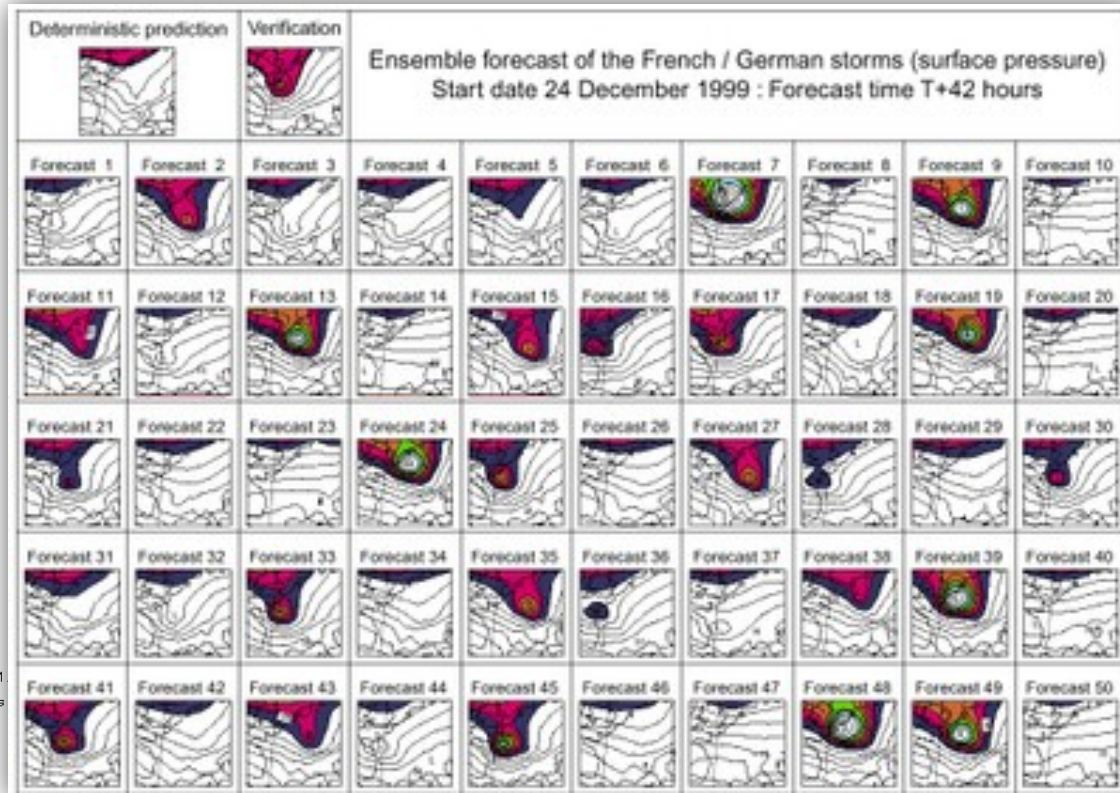 Deterministic prediction
Verification
Ensemble forecast of the French / German storms (surface pressure)
Start date 24 December 1999 : Forecast time T+42 hours
Forecast 1
Forecast 2
Forecast 3
Forecast 4
Forecast 5
Forecast 6
Forecast 7
Forecast 8
Forecast 9
Forecast 10
Forecast 11
Forecast 12
Forecast 13
Forecast 14
Forecast 15
Forecast 16
Forecast 17
Forecast 18
Forecast 19
Forecast 20
Forecast 21
Forecast 22
Forecast 23
Forecast 24
Forecast 25
Forecast 26
Forecast 27
Forecast 28
Forecast 29
Forecast 30
Forecast 31
Forecast 32
Forecast 33
Forecast 34
Forecast 35
Forecast 36
Forecast 37
Forecast 38
Forecast 39
Forecast 40
Forecast 41
Forecast 42
Forecast 43
Forecast 44
Forecast 45
Forecast 46
Forecast 47
Forecast 48
Forecast 49
Forecast 50